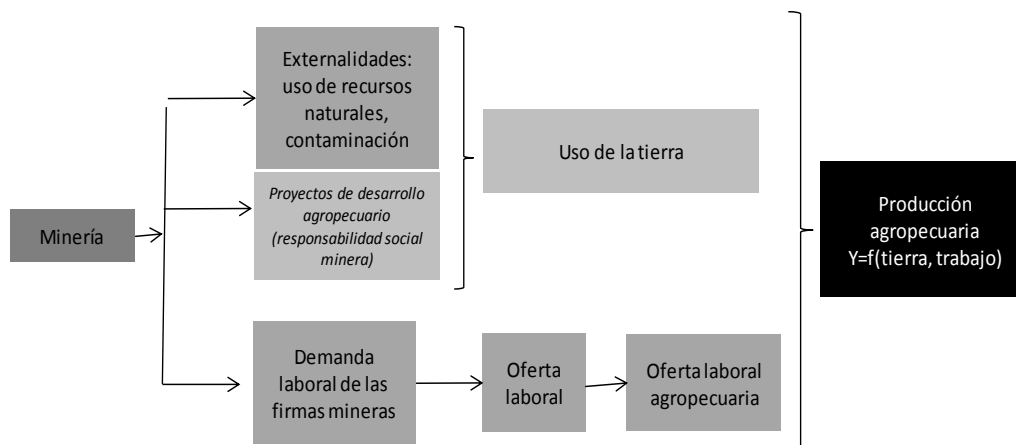 Minería
Externalidades:
uso de recursos
naturales,
contaminación
Proyectos de desarrollo
agropecuario
(responsabilidad social
minera)
Uso de la tierra
Demanda
laboral de las
firmas mineras
Oferta
laboral
Oferta laboral
agropecuaria
Producción
agropecuaria
Y=f(tierra, trabajo)